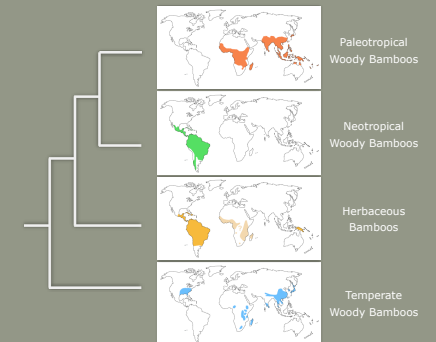 Paleotropical
Woody Bamboos
Neotropical
Woody Bamboos
Herbaceous
Bamboos
Temperate
Woody Bamboos